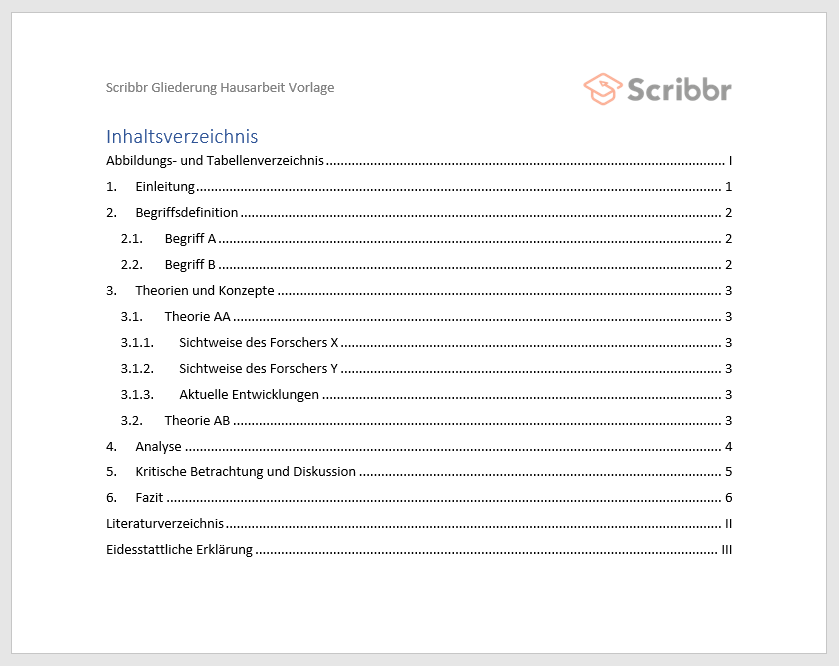 Scribbr Gliederung Hausarbeit Vorlage
Scribbr
Inhaltsverzeichnis
Abbildungs- und Tabellenverzeichnis ........ I
1. Einleitung ........ 1
2. Begriffsdefinition ........ 2
2.1. Begriff A ........ 2
2.2. Begriff B ........ 2
3. Theorien und Konzepte ........ 3
3.1. Theorie AA ........ 3
3.1.1. Sichtweise des Forschers X ........ 3
3.1.2. Sichtweise des Forschers Y ........ 3
3.1.3. Aktuelle Entwicklungen ........ 3
3.2. Theorie AB ........ 3
4. Analyse ........ 4
5. Kritische Betrachtung und Diskussion ........ 5
6. Fazit ........ 6
Literaturverzeichnis ........ II
Eidesstattliche Erklärung ........ III